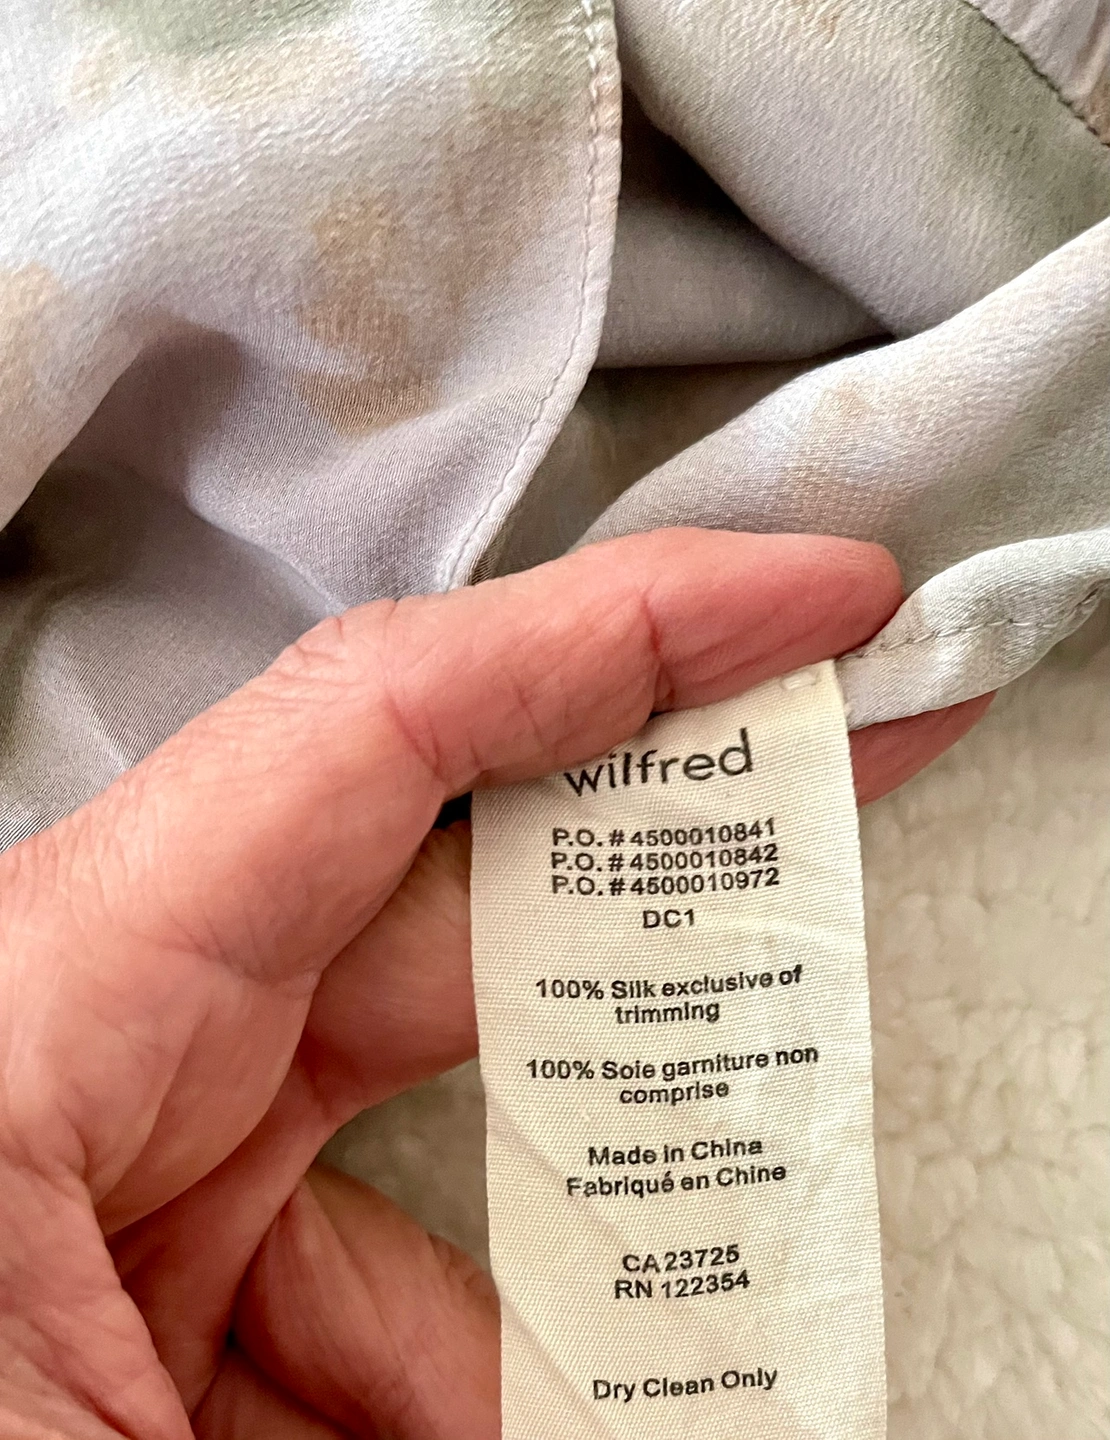 wilfred
P.O. # 4500010841
P.O. # 4500010842
P.O. # 4500010972
DC1
100% Silk exclusive of
trimming
100% Soie garniture non
comprise
Made in China
Fabriqué en Chine
CA 23725
RN 122354
Dry Clean Only